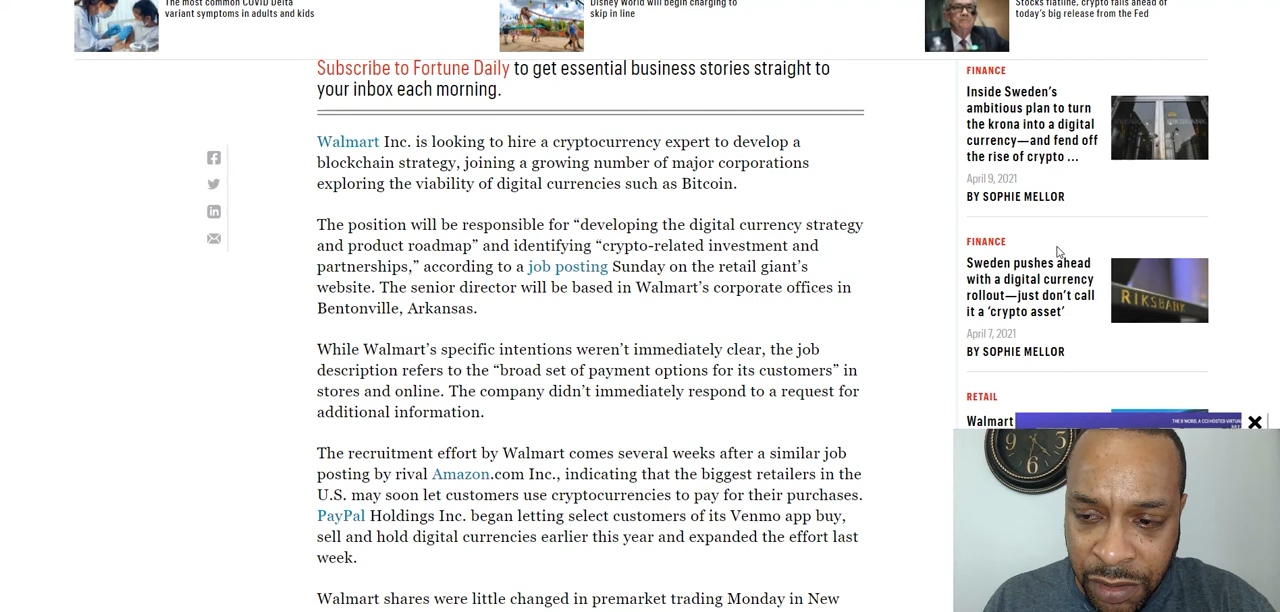 The most common COVID Delta
variant symptoms in adults and kids
Disney World will begin charging to
skip in line
Stocks flatline, crypto falls ahead of
today's big release from the Fed
Subscribe to Fortune Daily to get essential business stories straight to
your inbox each morning.
Walmart Inc. is looking to hire a cryptocurrency expert to develop a
blockchain strategy, joining a growing number of major corporations
exploring the viability of digital currencies such as Bitcoin.
The position will be responsible for “developing the digital currency strategy
and product roadmap” and identifying “crypto-related investment and
partnerships,” according to a job posting Sunday on the retail giant’s
website. The senior director will be based in Walmart’s corporate offices in
Bentonville, Arkansas.
While Walmart’s specific intentions weren’t immediately clear, the job
description refers to the “broad set of payment options for its customers” in
stores and online. The company didn’t immediately respond to a request for
additional information.
The recruitment effort by Walmart comes several weeks after a similar job
posting by rival Amazon.com Inc., indicating that the biggest retailers in the
U.S. may soon let customers use cryptocurrencies to pay for their purchases.
PayPal Holdings Inc. began letting select customers of its Venmo app buy,
sell and hold digital currencies earlier this year and expanded the effort last
week.
Walmart shares were little changed in premarket trading Monday in New
FINANCE
Inside Sweden’s
ambitious plan to turn
the krona into a digital
currency—and fend off
the rise of crypto ...
April 9, 2021
BY SOPHIE MELLOR
FINANCE
Sweden pushes ahead
with a digital currency
rollout—just don’t call
it a ‘crypto asset’
April 7, 2021
BY SOPHIE MELLOR
RIKSBANK
RETAIL
Walmart